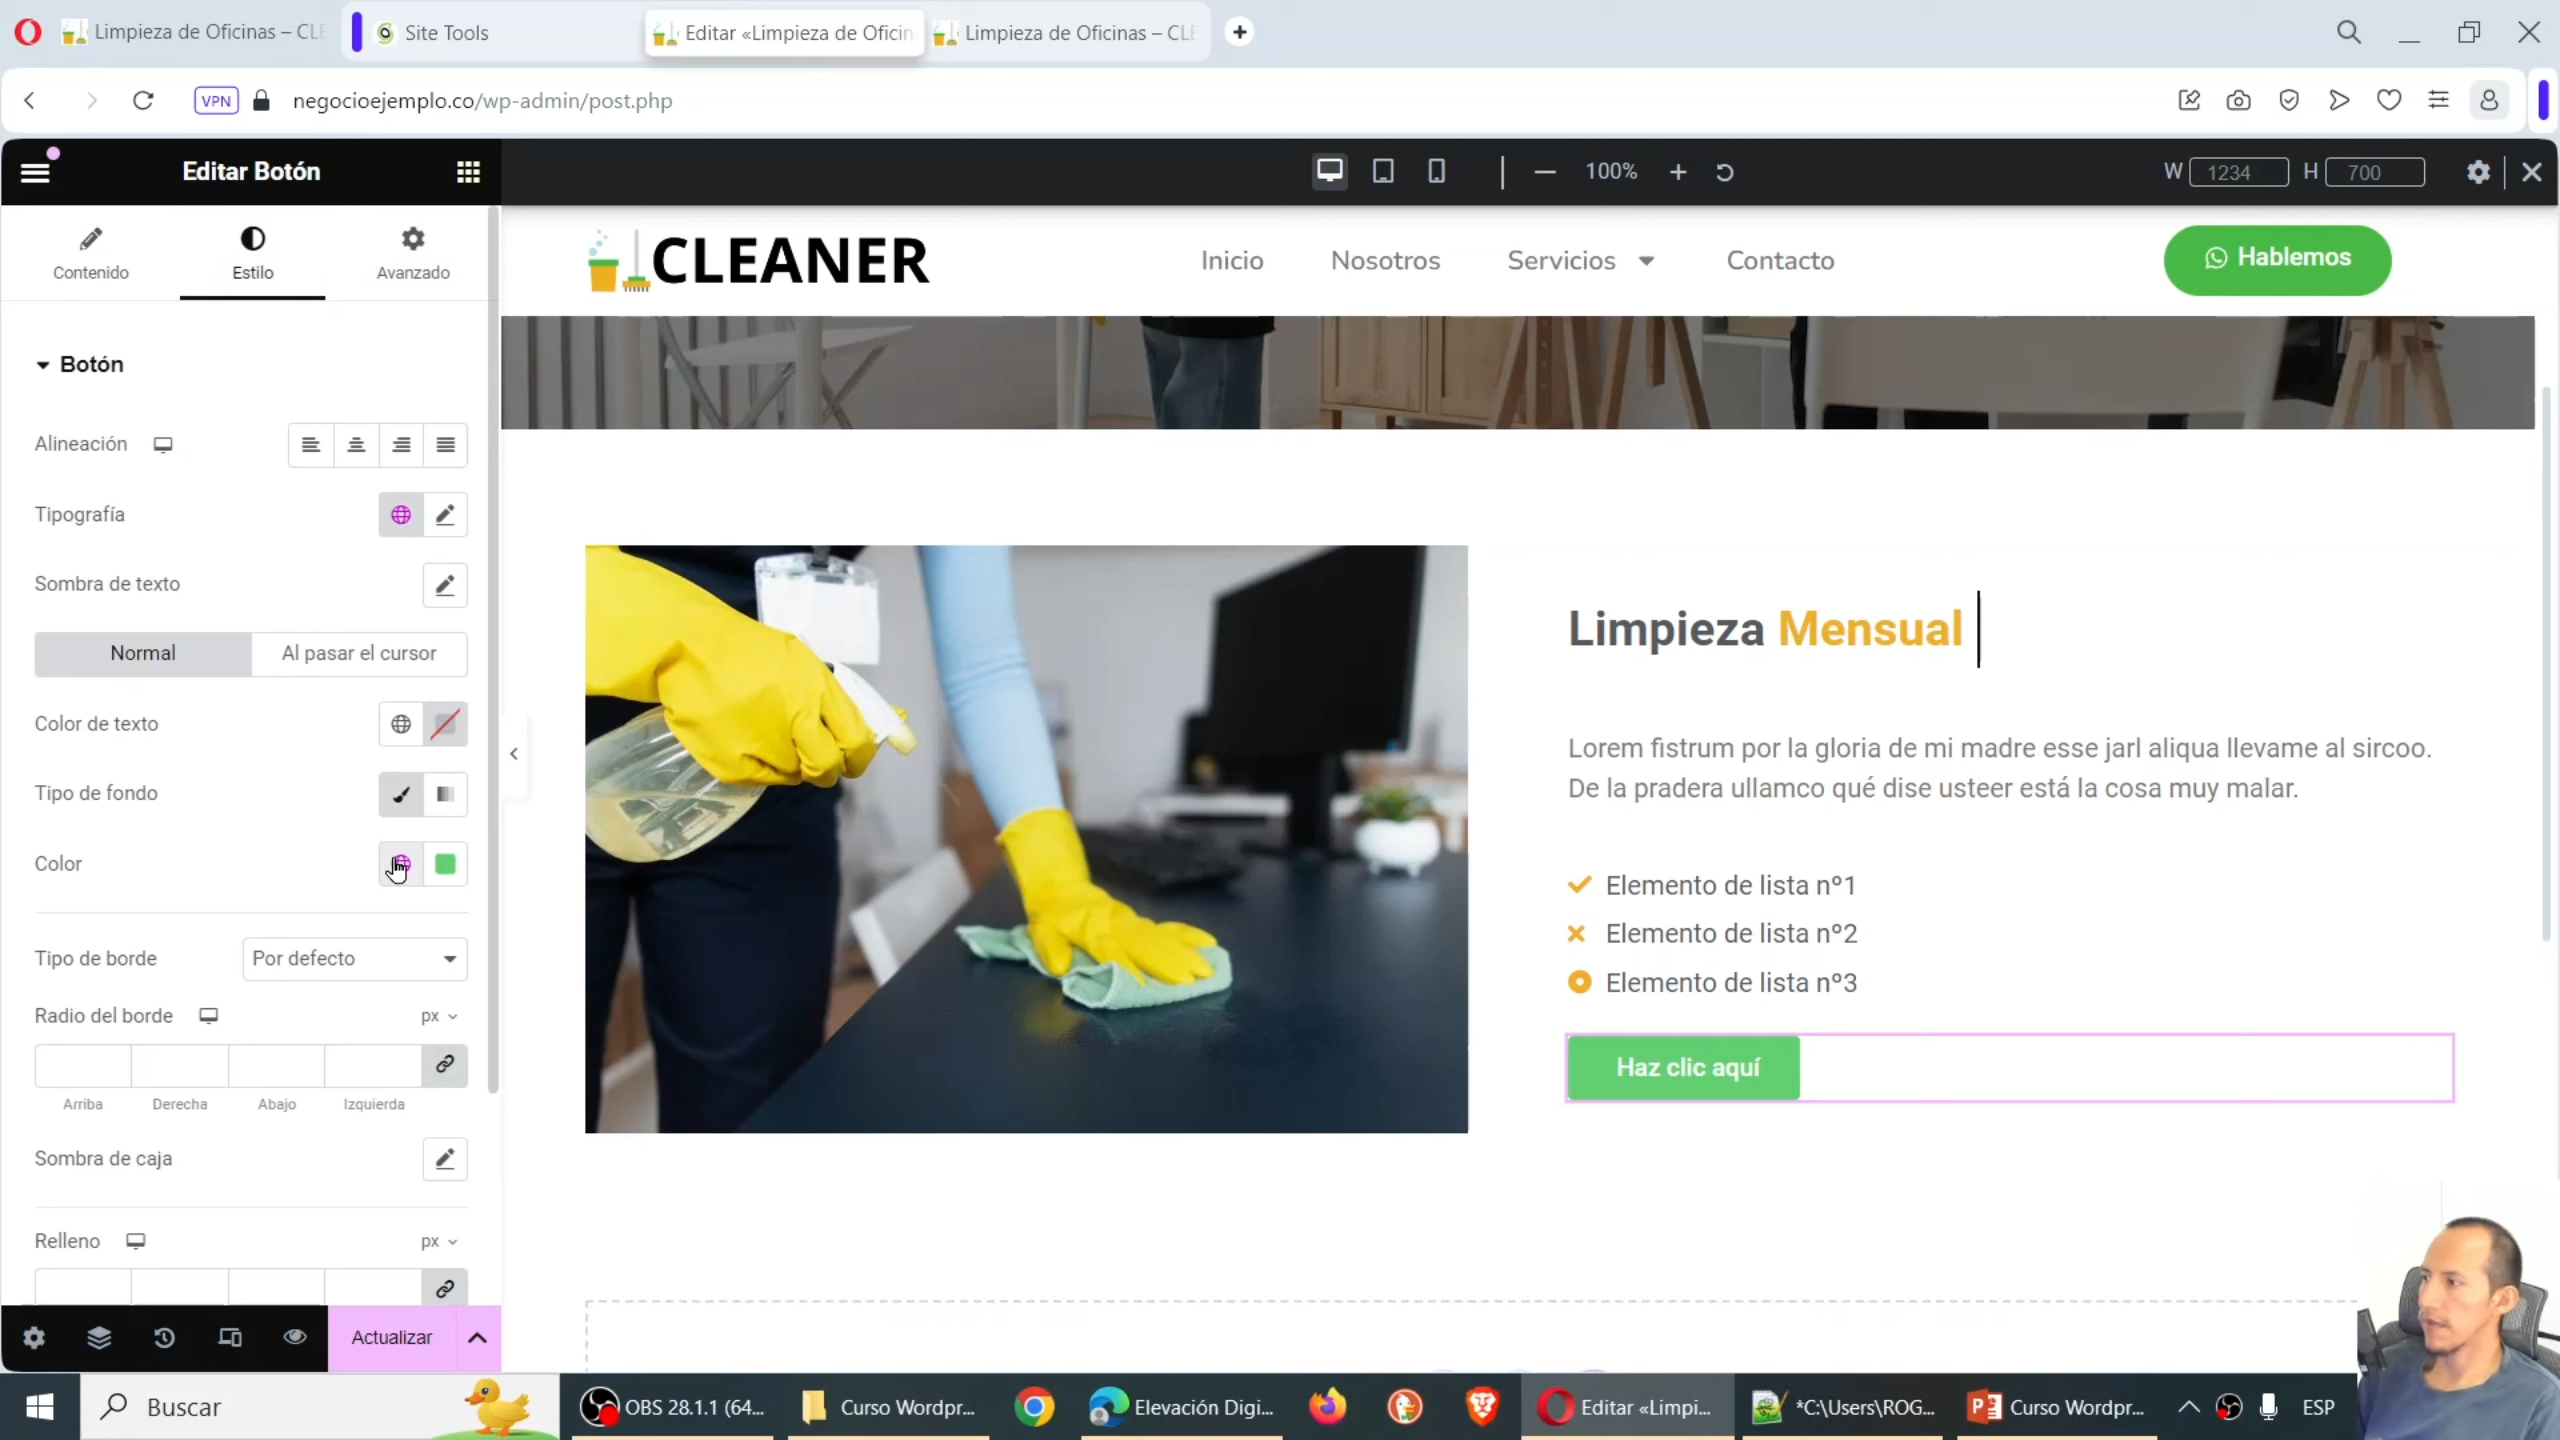 Limpieza de Oficinas – CLE
Site Tools
Editar «Limpieza de Oficin
Limpieza de Oficinas – CLE
VPN
negocioejemplo.co/wp-admin/post.php
Editar Botón
100%
W 1234 H 700
Contenido
Estilo
Avanzado
CLEANER
Inicio
Nosotros
Servicios
Contacto
Hablemos
Botón
Alineación
Tipografía
Sombra de texto
Normal
Al pasar el cursor
Color de texto
Tipo de fondo
Color
Tipo de borde
Por defecto
Radio del borde
px
Arriba
Derecha
Abajo
Izquierda
Sombra de caja
Relleno
px
Actualizar
Limpieza Mensual
Lorem fistrum por la gloria de mi madre esse jarl aliqua llevame al sircoo.
De la pradera ullamco qué dise usteer está la cosa muy malar.
Elemento de lista nº1
Elemento de lista nº2
Elemento de lista nº3
Haz clic aquí
Buscar
OBS 28.1.1 (64...
Curso Wordpr...
Elevación Digi...
Editar «Limpi...
*C:\Users\ROG...
Curso Wordpr...
ESP